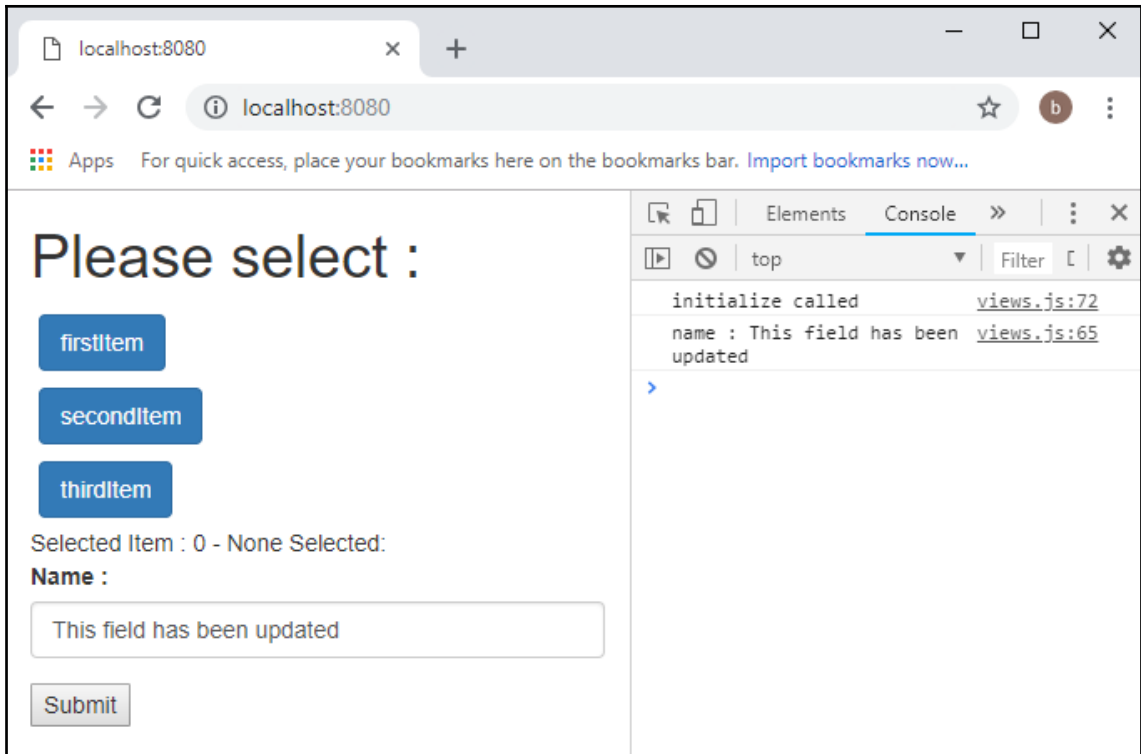 localhost:8080
localhost:8080
b
Apps For quick access, place your bookmarks here on the bookmarks bar. Import bookmarks now...
Please select :
firstItem
secondItem
thirdItem
Selected Item : 0 - None Selected:
Name :
This field has been updated
Submit
Elements Console »
top Filter
initialize called views.js:72
name : This field has been views.js:65
updated